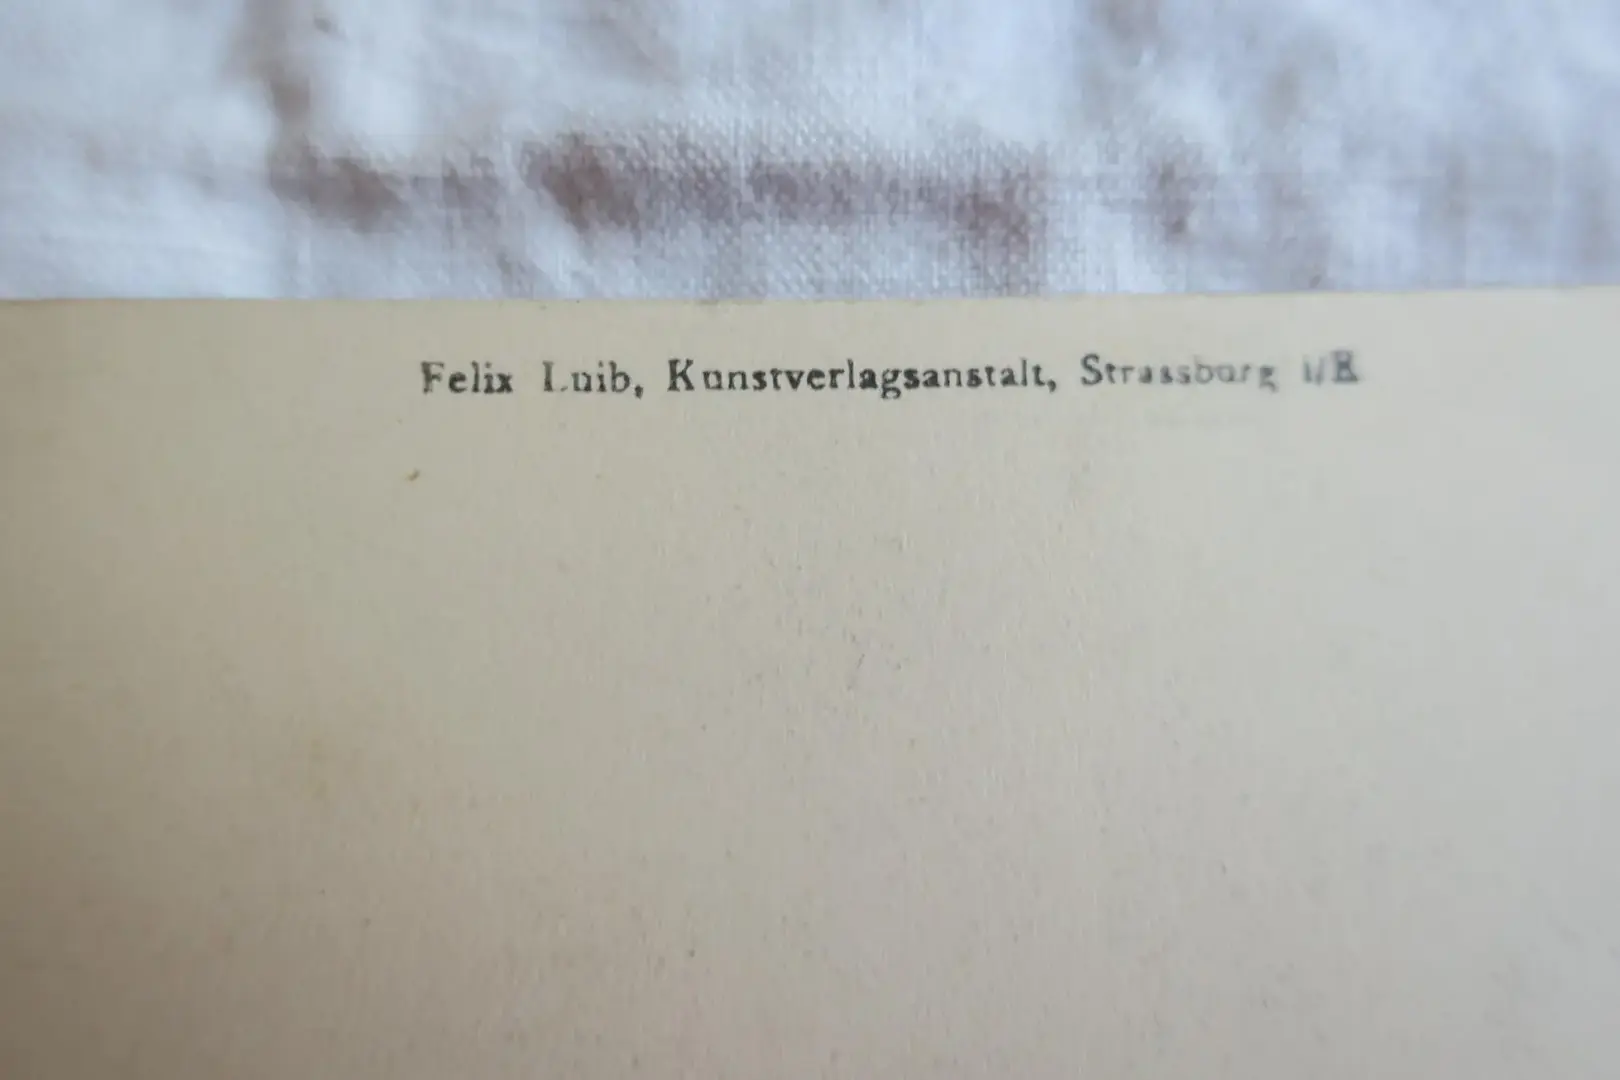 Felix Luib, Kunstverlagsanstalt, Strassburg i/E